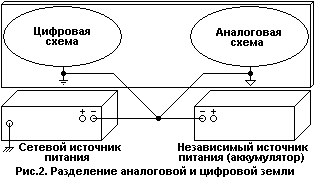 Цифровая
схема
Аналоговая
схема
+ −
+ −
Сетевой источник
питания
Независимый источник
питания (аккумулятор)
Рис.2. Разделение аналоговой и цифровой земли